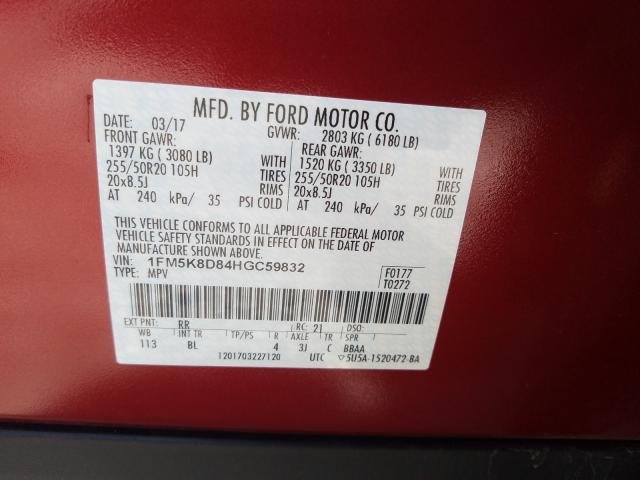 MFD. BY FORD MOTOR CO.
DATE: 03/17 GVWR: 2803 KG ( 6180 LB)
FRONT GAWR: REAR GAWR:
1397 KG ( 3080 LB) WITH 1520 KG ( 3350 LB) WITH
255/50R20 105H TIRES 255/50R20 105H TIRES
20x8.5J RIMS 20x8.5J RIMS
AT 240 kPa/ 35 PSI COLD AT 240 kPa/ 35 PSI COLD
THIS VEHICLE CONFORMS TO ALL APPLICABLE FEDERAL MOTOR
VEHICLE SAFETY STANDARDS IN EFFECT ON THE DATE OF
MANUFACTURE SHOWN ABOVE.
VIN: 1FM5K8D84HGC59832 F0177
TYPE: MPV T0272
EXT PNT: RR RC: 21 DSO:
WB INT TR TP/PS R AXLE TR SPR
113 BL 4 3J C BBAA
1201703227120 UTC ▽5U5A-1520472-BA